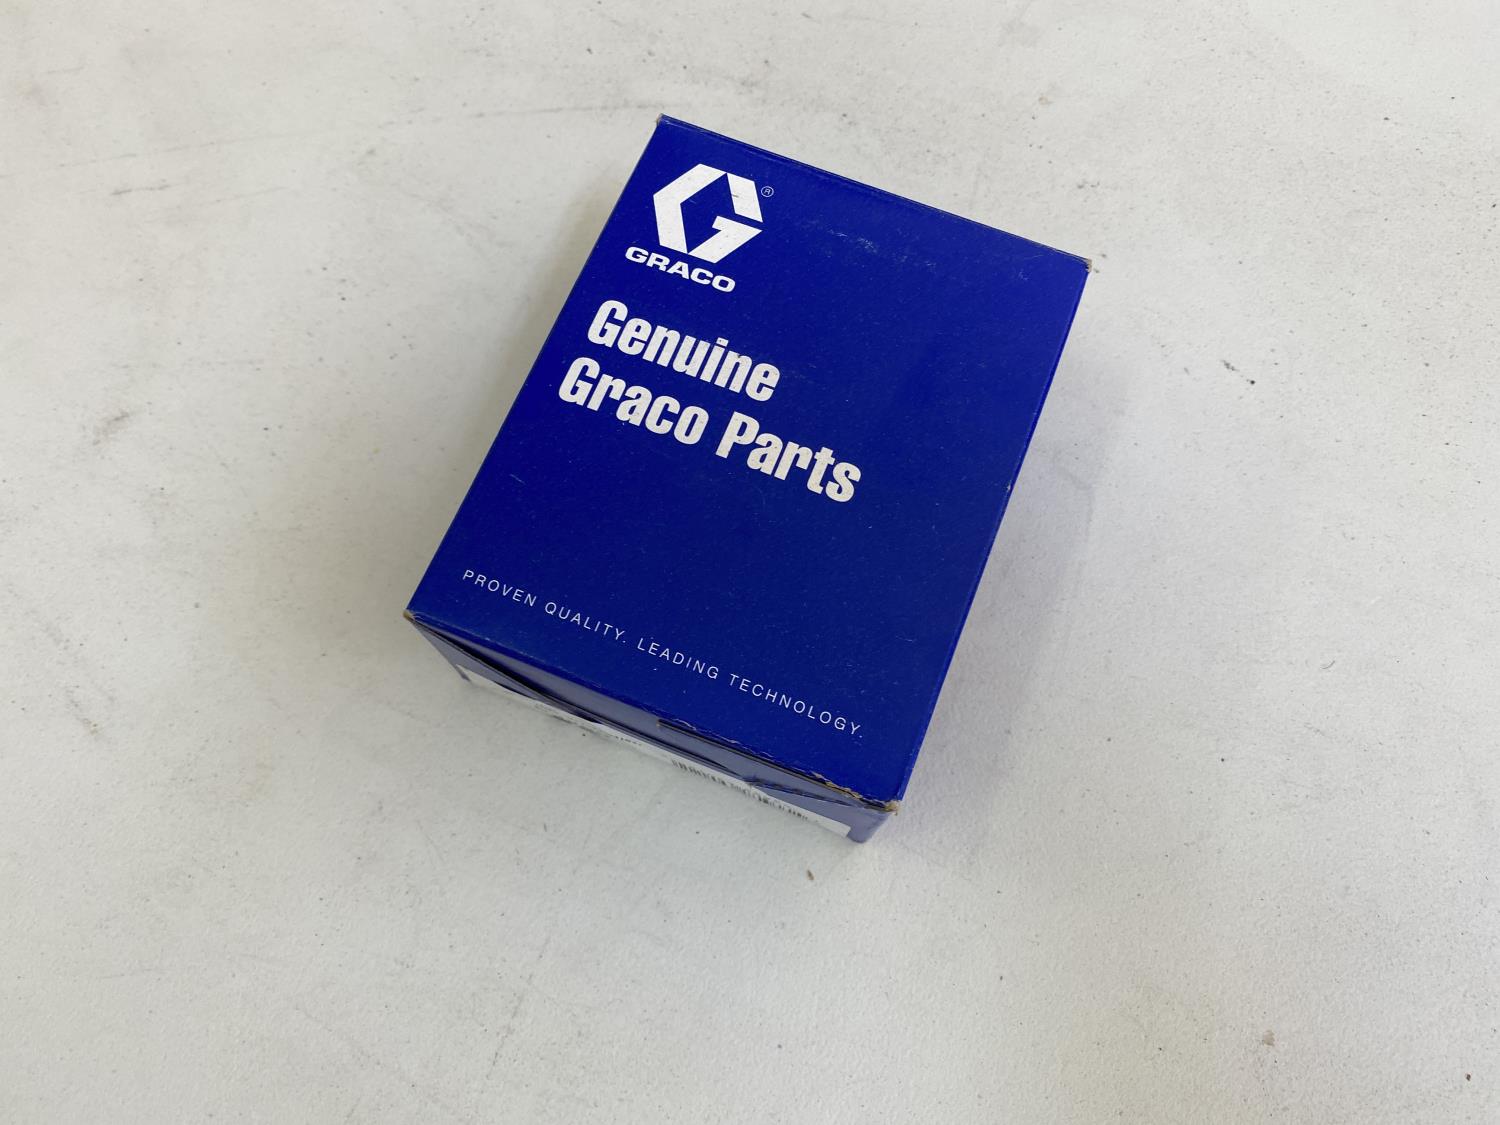 ®
GRACO
Genuine
Graco Parts
PROVEN QUALITY. LEADING TECHNOLOGY.